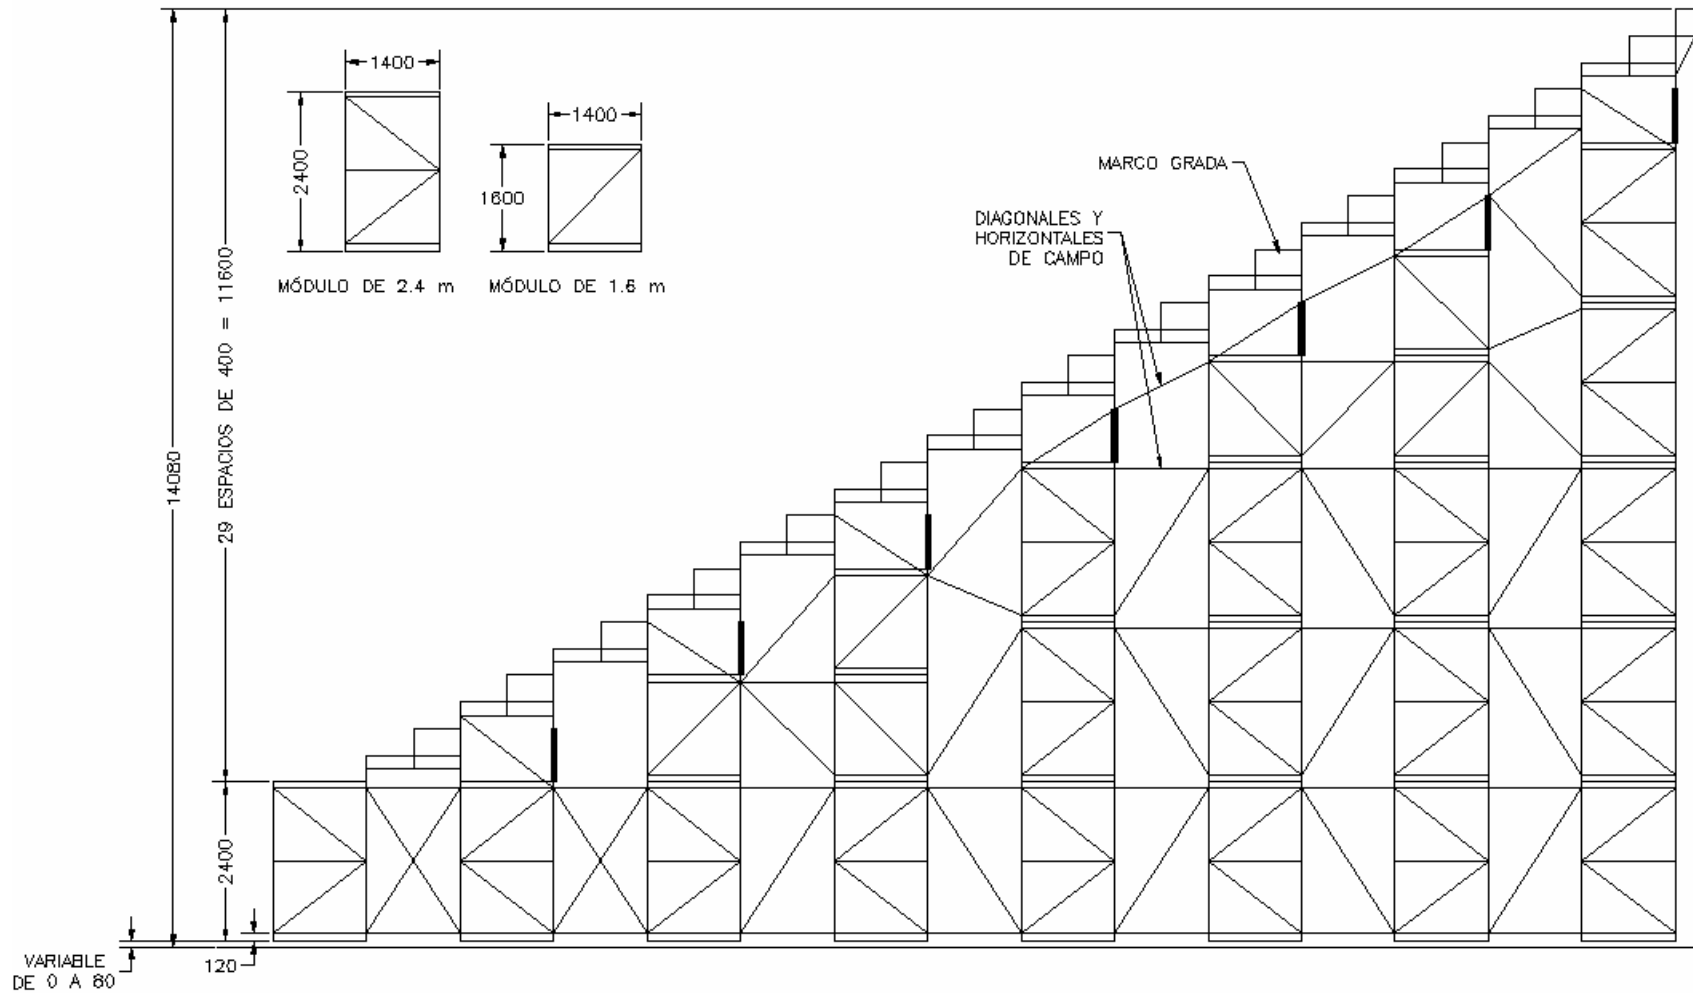 1400
2400
MÓDULO DE 2.4 m
1400
1600
MÓDULO DE 1.6 m
14080
29 ESPACIOS DE 400 = 11600
2400
120
VARIABLE
DE 0 A 80
MARCO GRADA
DIAGONALES Y
HORIZONTALES
DE CAMPO